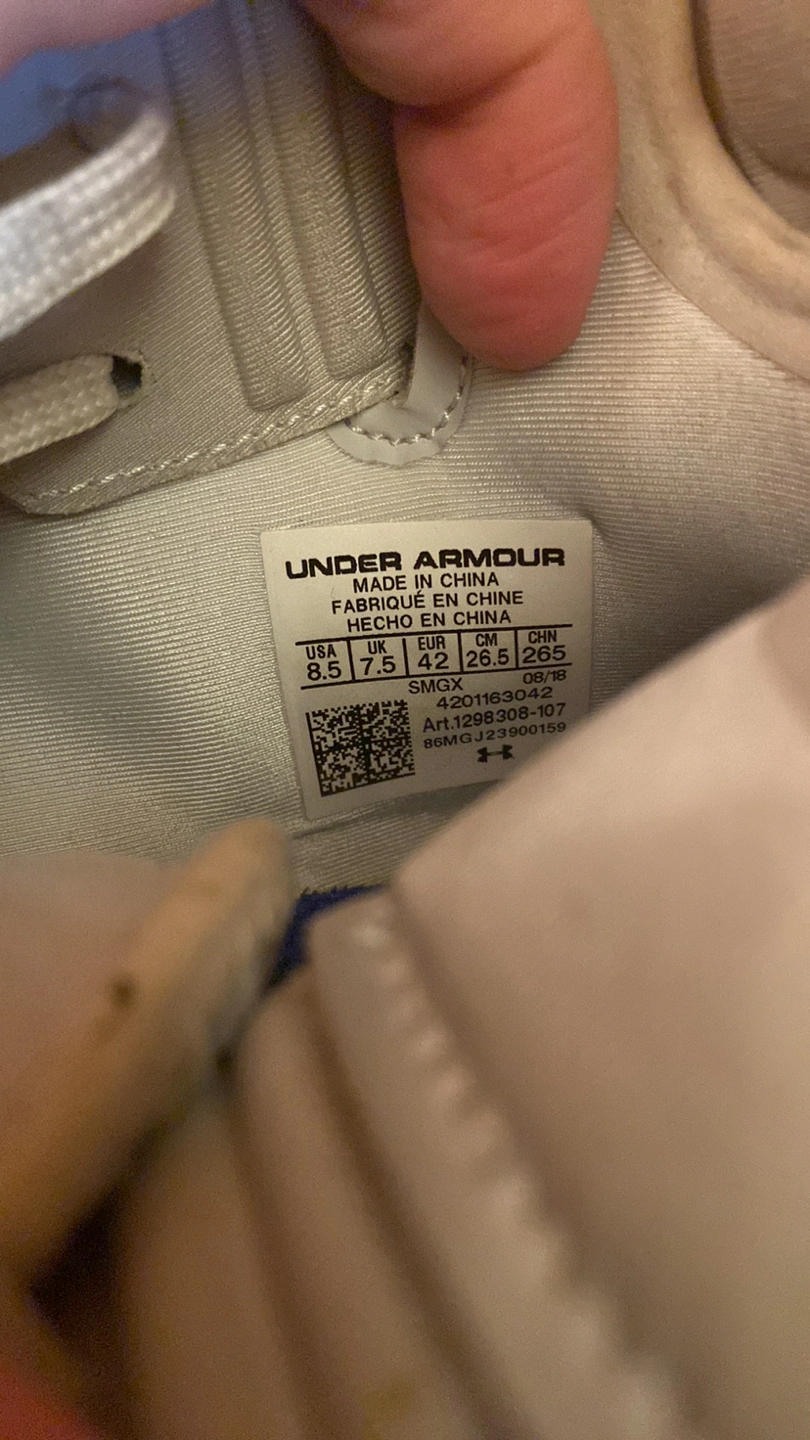 UNDER ARMOUR
MADE IN CHINA
FABRIQUÉ EN CHINE
HECHO EN CHINA
USA UK EUR CM CHN
8.5 7.5 42 26.5 265
SMGX 08/18
4201163042
Art.1298308-107
86MGJ23900159